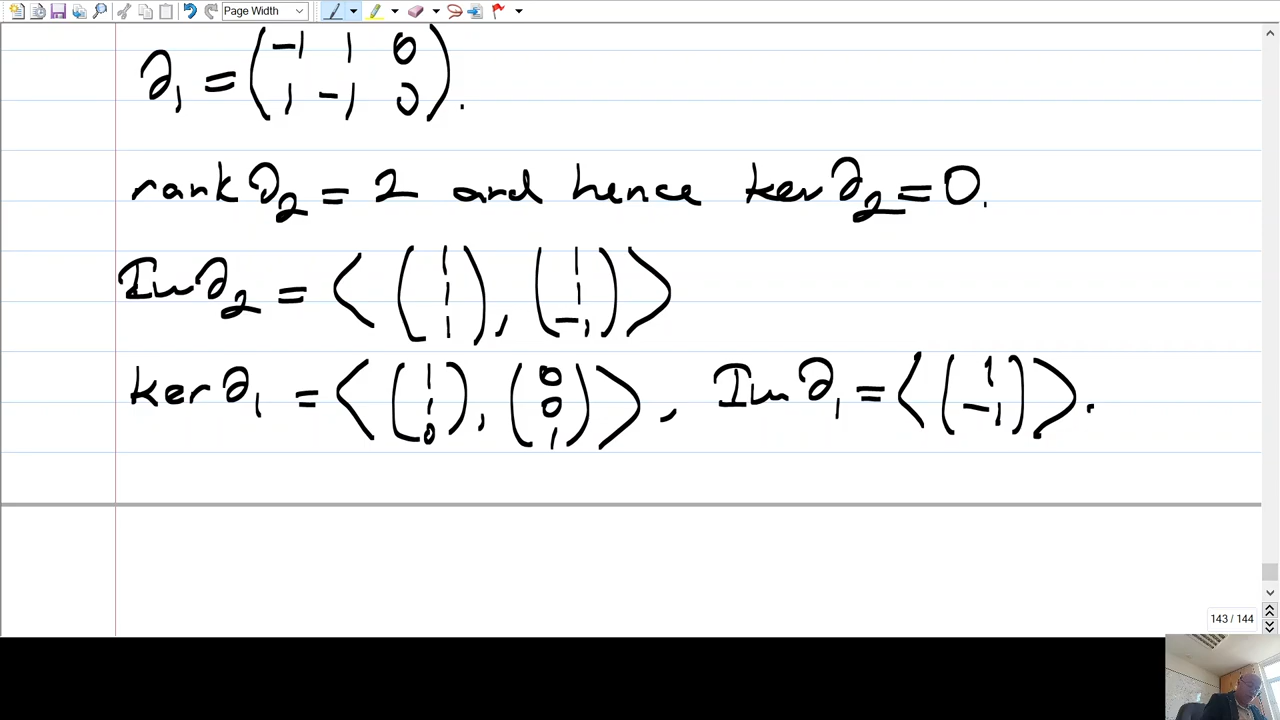 Page Width
∂₁ = (−1 1 0
1 −1 0).
rank ∂₂ = 2 and hence ker ∂₂ = 0.
Im ∂₂ = ⟨ (1 1 1), (1 1 −1) ⟩
ker ∂₁ = ⟨ (1 1 0), (0 0 1) ⟩, Im ∂₁ = ⟨ (1 −1) ⟩.
143 / 144